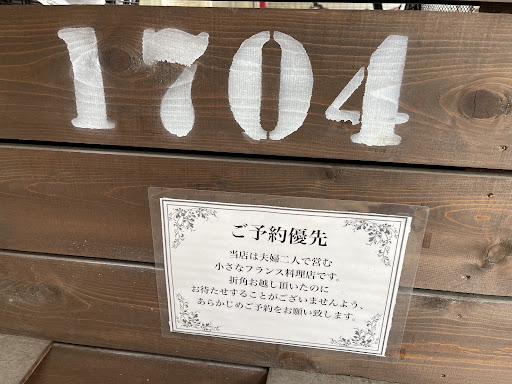 1704
ご予約優先
当店は夫婦二人で営む
小さなフランス料理店です。
折角お越し頂いたのに
お待たせすることがございませんよう、
あらかじめご予約をお願い致します。